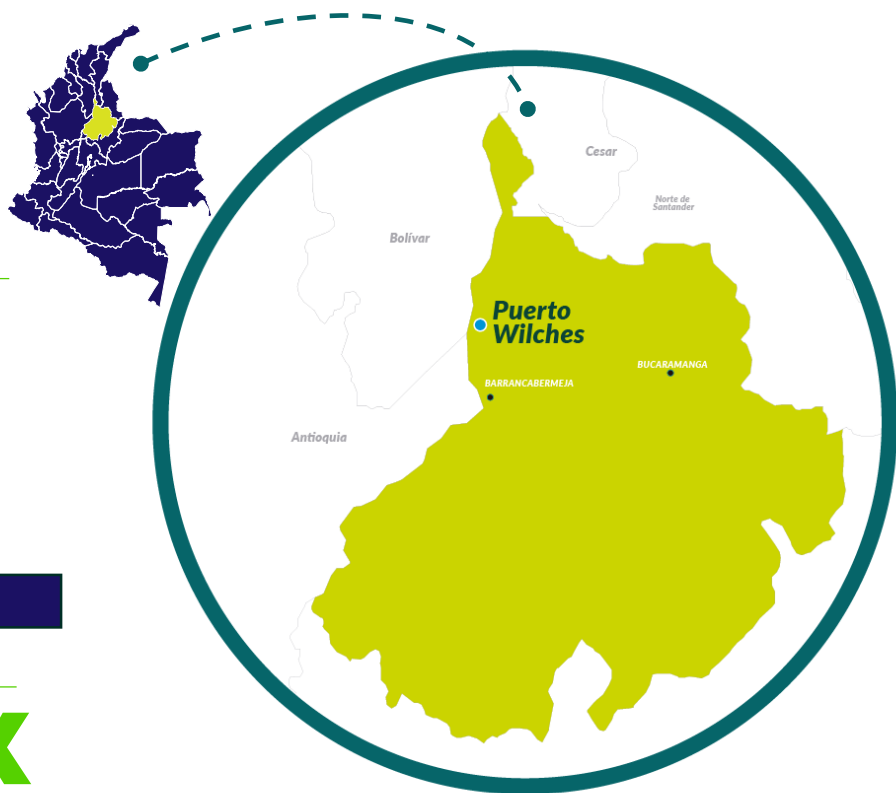 Cesar
Norte de
Santander
Bolívar
Puerto
Wilches
BUCARAMANGA
BARRANCABERMEJA
Antioquia